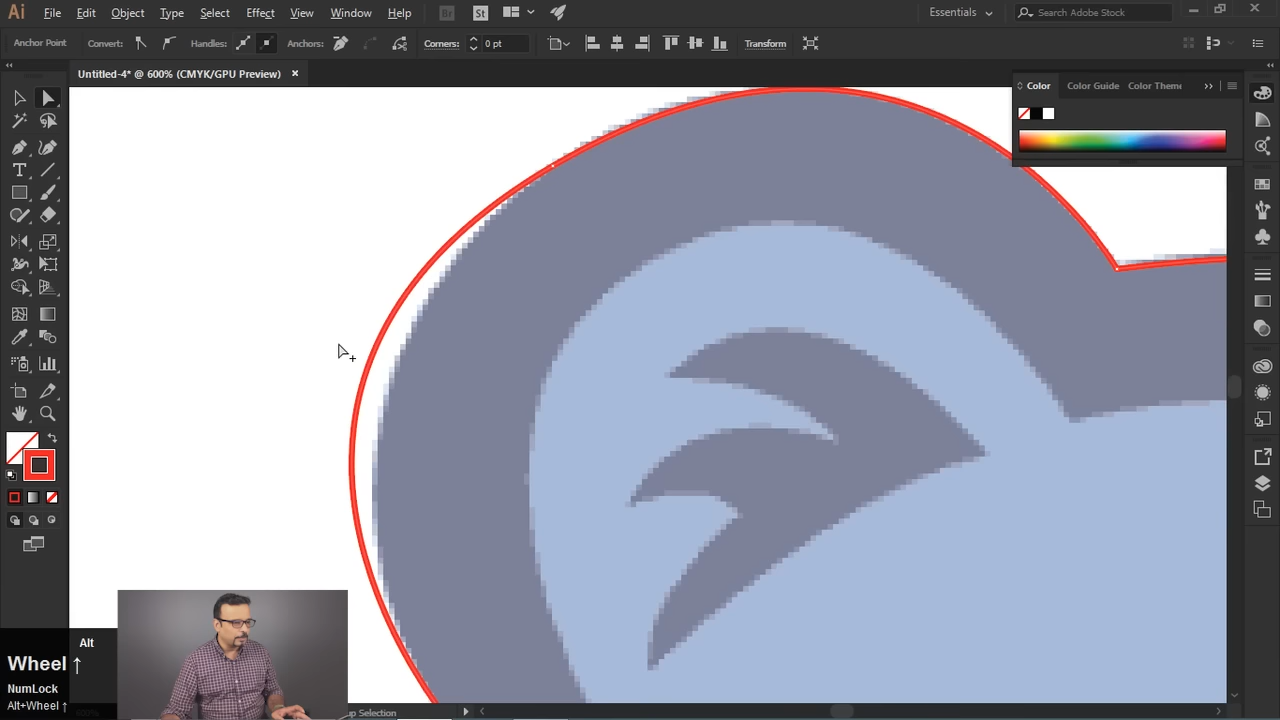 Ai File Edit Object Type Select Effect View Window Help Br St Essentials Search Adobe Stock
Anchor Point Convert: Handles: Anchors: Corners: 0 pt Transform
Untitled-4* @ 600% (CMYK/GPU Preview) ×
Color Color Guide Color Theme
Alt
Wheel ↑
NumLock
Alt+Wheel ↑
up Selection